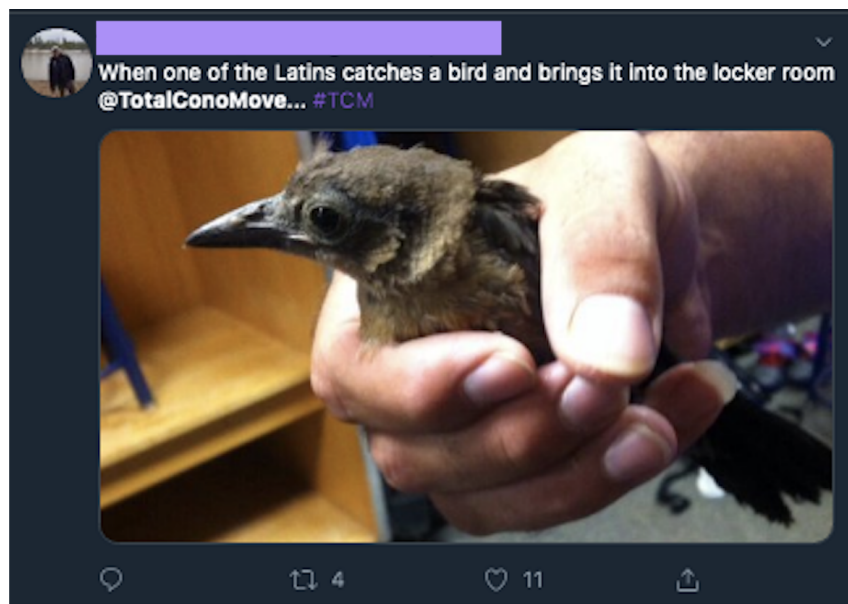 When one of the Latins catches a bird and brings it into the locker room
@TotalConoMove... #TCM
4 11